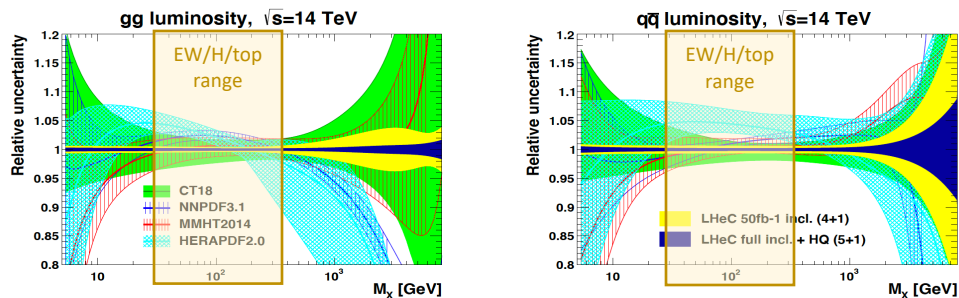 gg luminosity, √s=14 TeV
Relative uncertainty
1.2
1.15
1.1
1.05
1
0.95
0.9
0.85
0.8
EW/H/top
range
CT18
NNPDF3.1
MMHT2014
HERAPDF2.0
10
10²
10³
Mx [GeV]
qq̄ luminosity, √s=14 TeV
Relative uncertainty
1.2
1.15
1.1
1.05
1
0.95
0.9
0.85
0.8
EW/H/top
range
LHeC 50fb-1 incl. (4+1)
LHeC full incl. + HQ (5+1)
10
10²
10³
Mx [GeV]